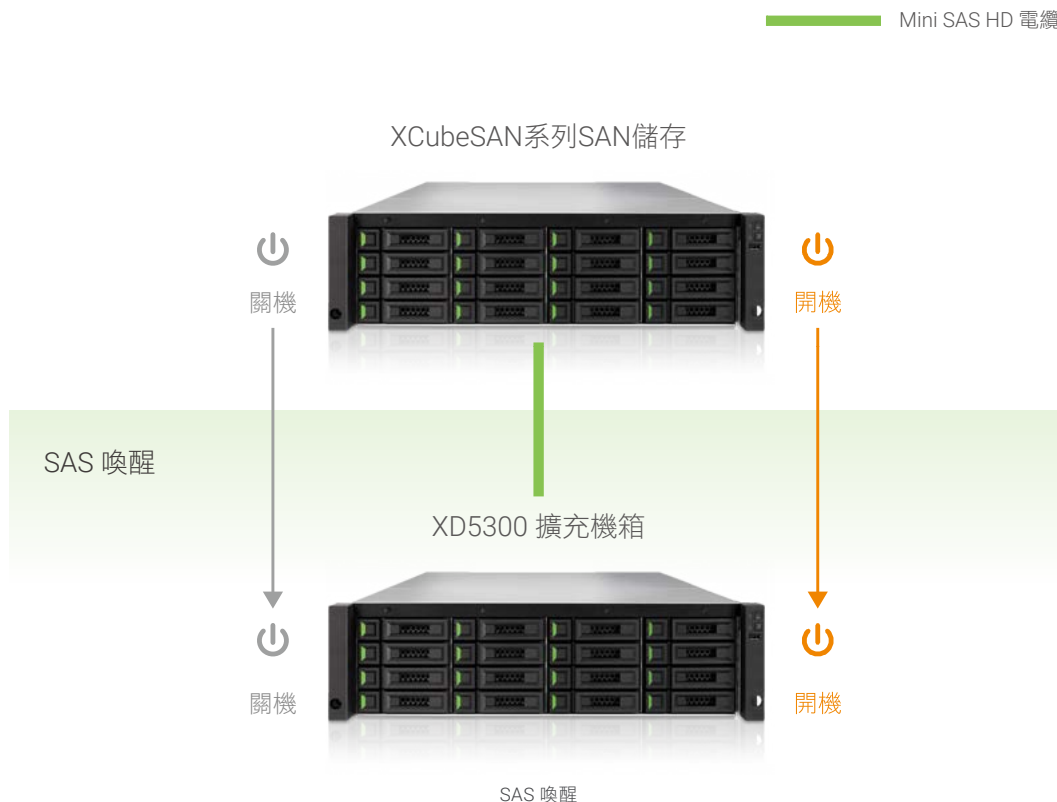 Mini SAS HD 電纜
XCubeSAN系列SAN儲存
關機
開機
SAS 喚醒
XD5300 擴充機箱
關機
開機
SAS 喚醒